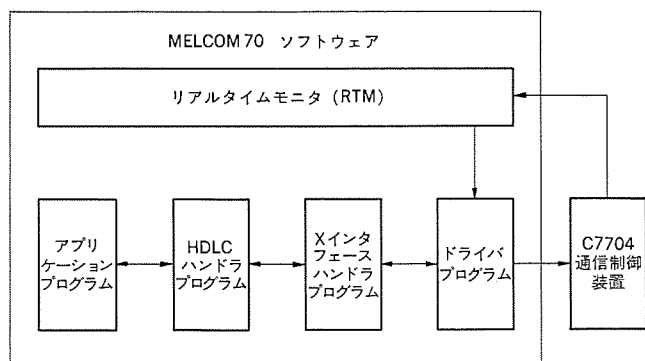 MELCOM70 ソフトウェア
リアルタイムモニタ (RTM)
アプリ
ケーション
プログラム
HDLC
ハンドラ
プログラム
Xインタ
フェース
ハンドラ
プログラム
ドライバ
プログラム
C7704
通信制御
装置